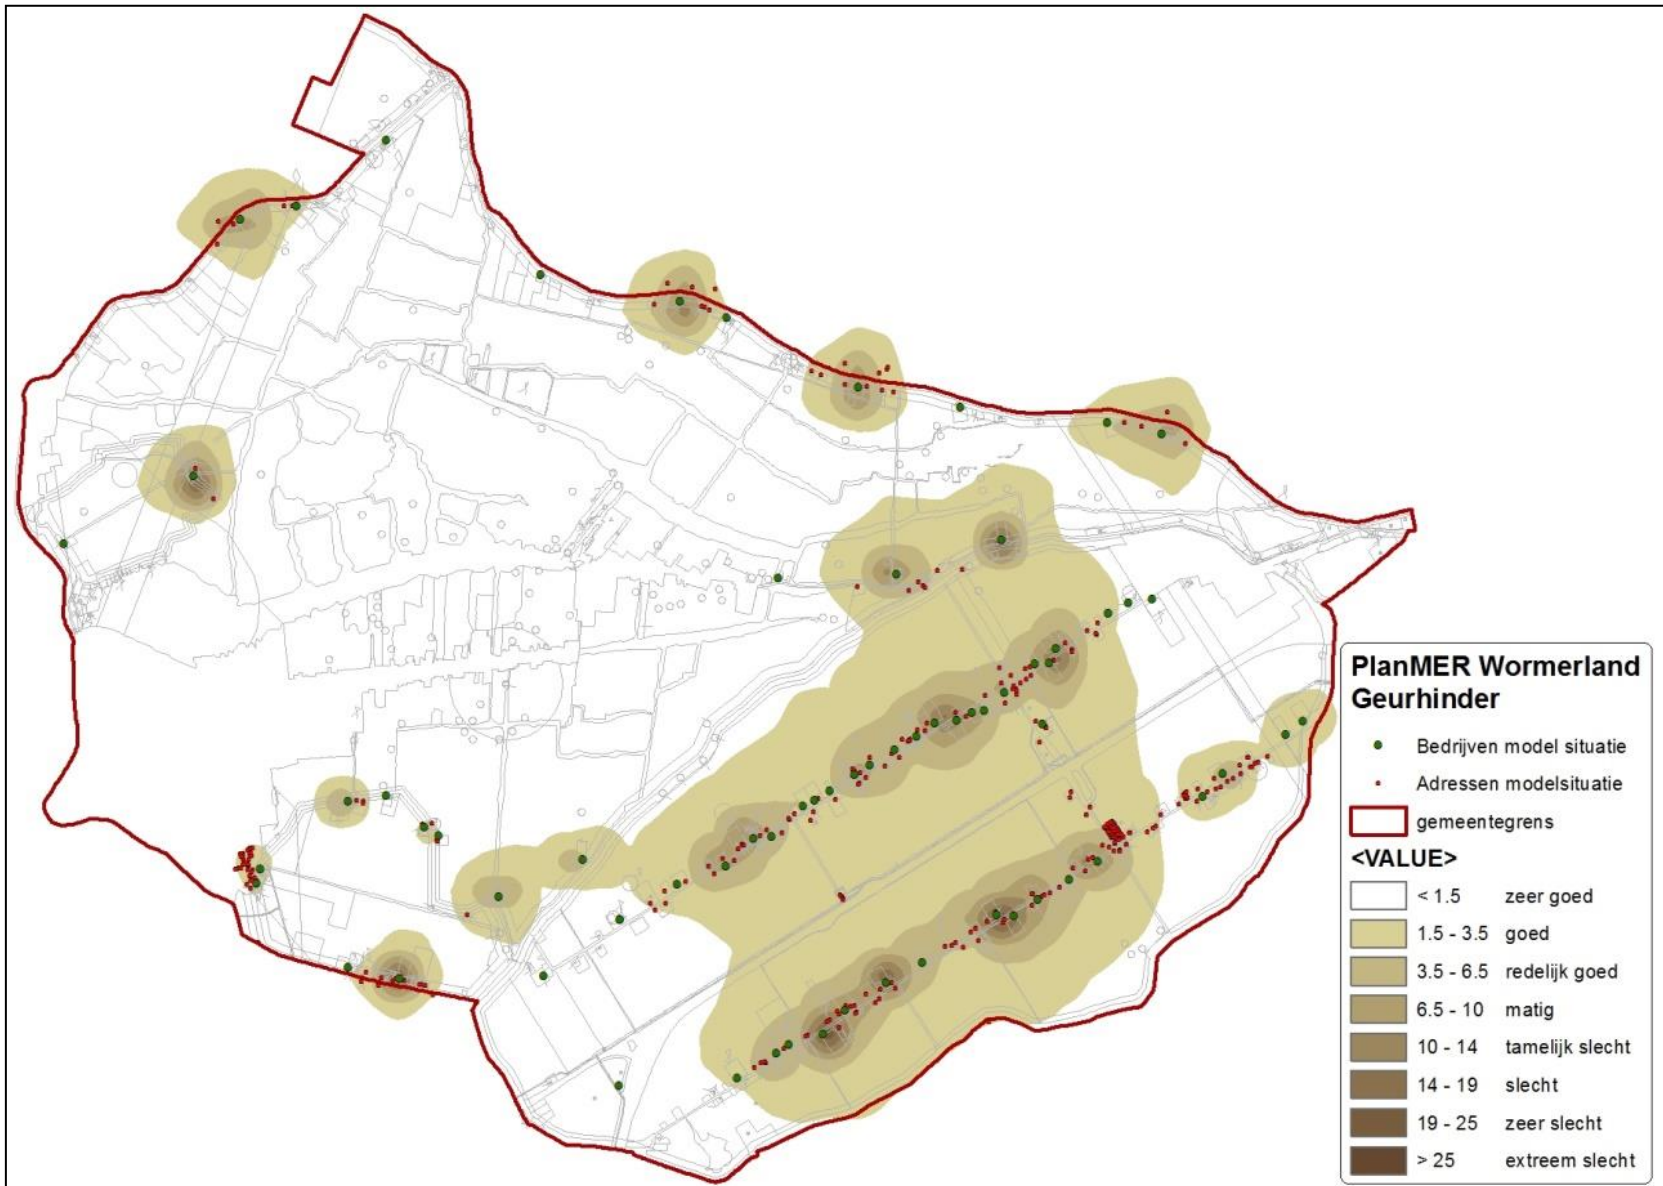 PlanMER Wormerland
Geurhinder
Bedrijven model situatie
Adressen modelsituatie
gemeentegrens
<VALUE>
< 1.5 zeer goed
1.5 - 3.5 goed
3.5 - 6.5 redelijk goed
6.5 - 10 matig
10 - 14 tamelijk slecht
14 - 19 slecht
19 - 25 zeer slecht
> 25 extreem slecht